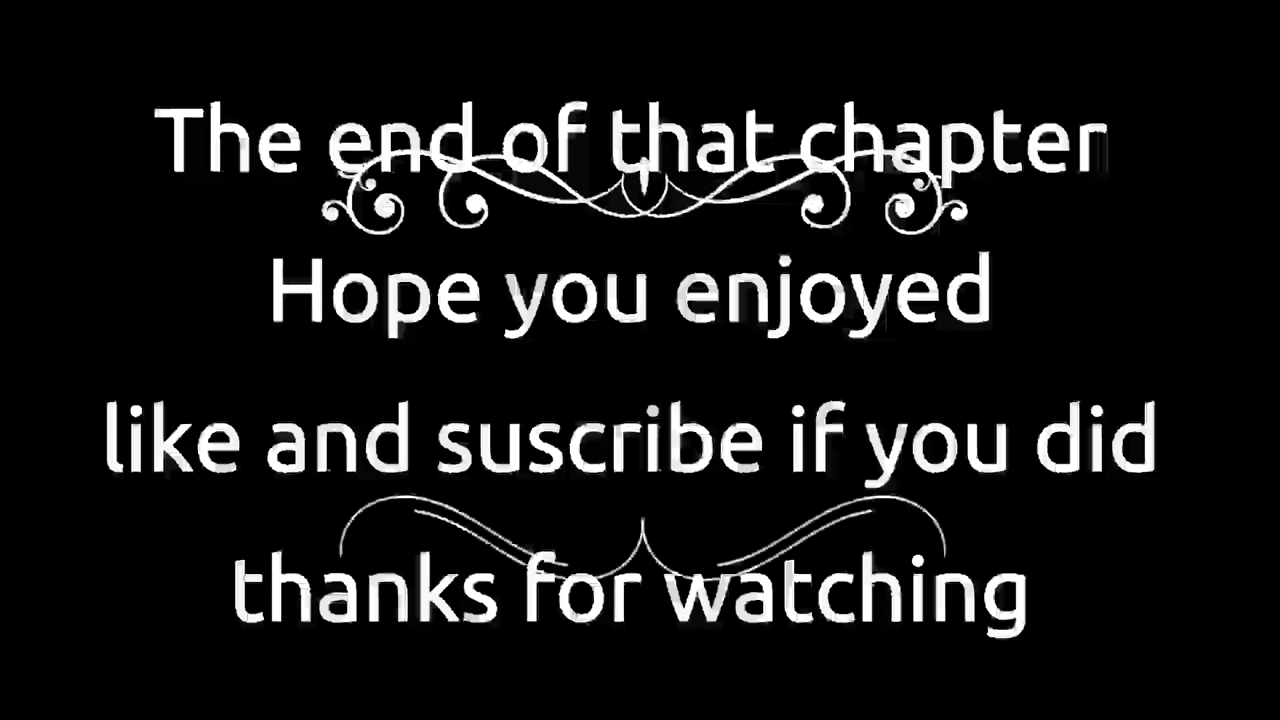 The end of that chapter
Hope you enjoyed
like and suscribe if you did
thanks for watching